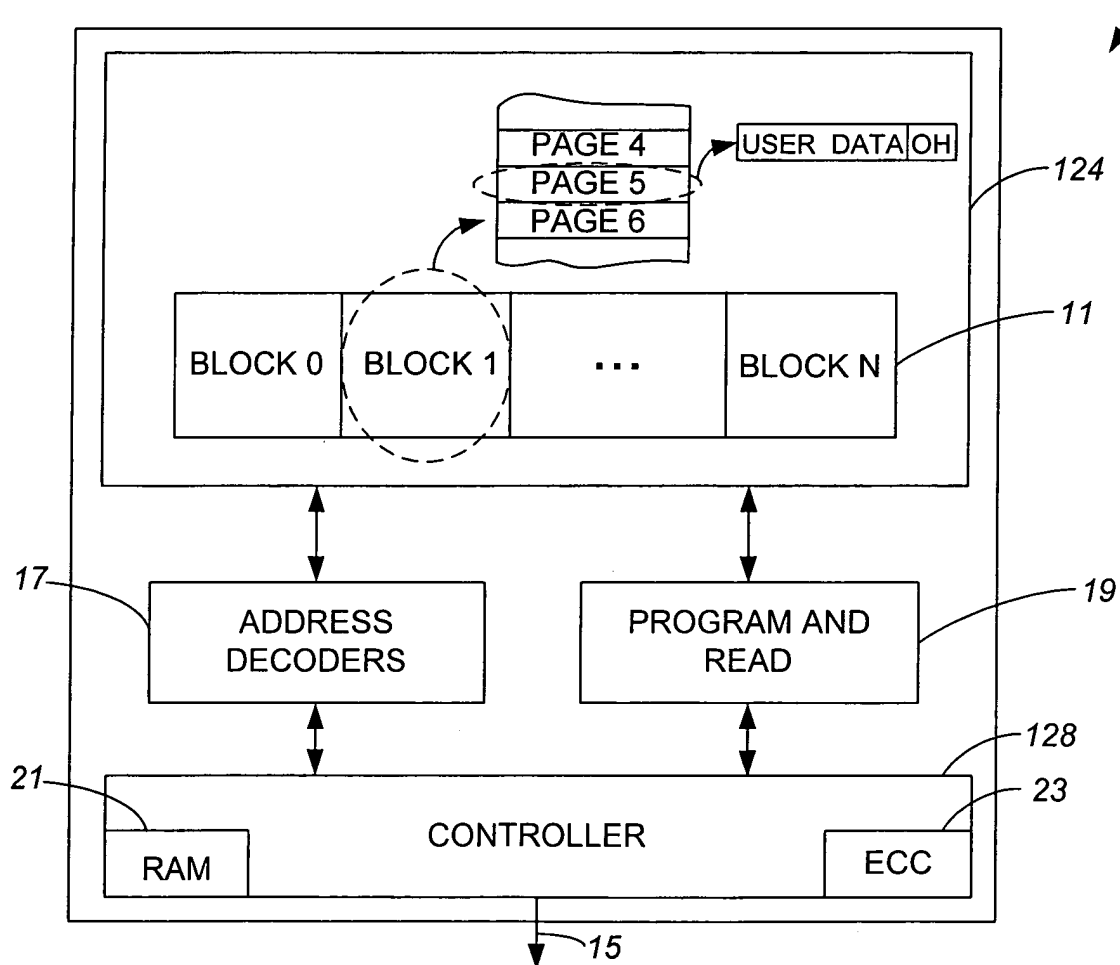 PAGE 4
USER DATA OH
PAGE 5
124
PAGE 6
11
BLOCK 0 BLOCK 1 ... BLOCK N
17
19
ADDRESS
DECODERS
PROGRAM AND
READ
128
21
23
CONTROLLER
RAM
ECC
15